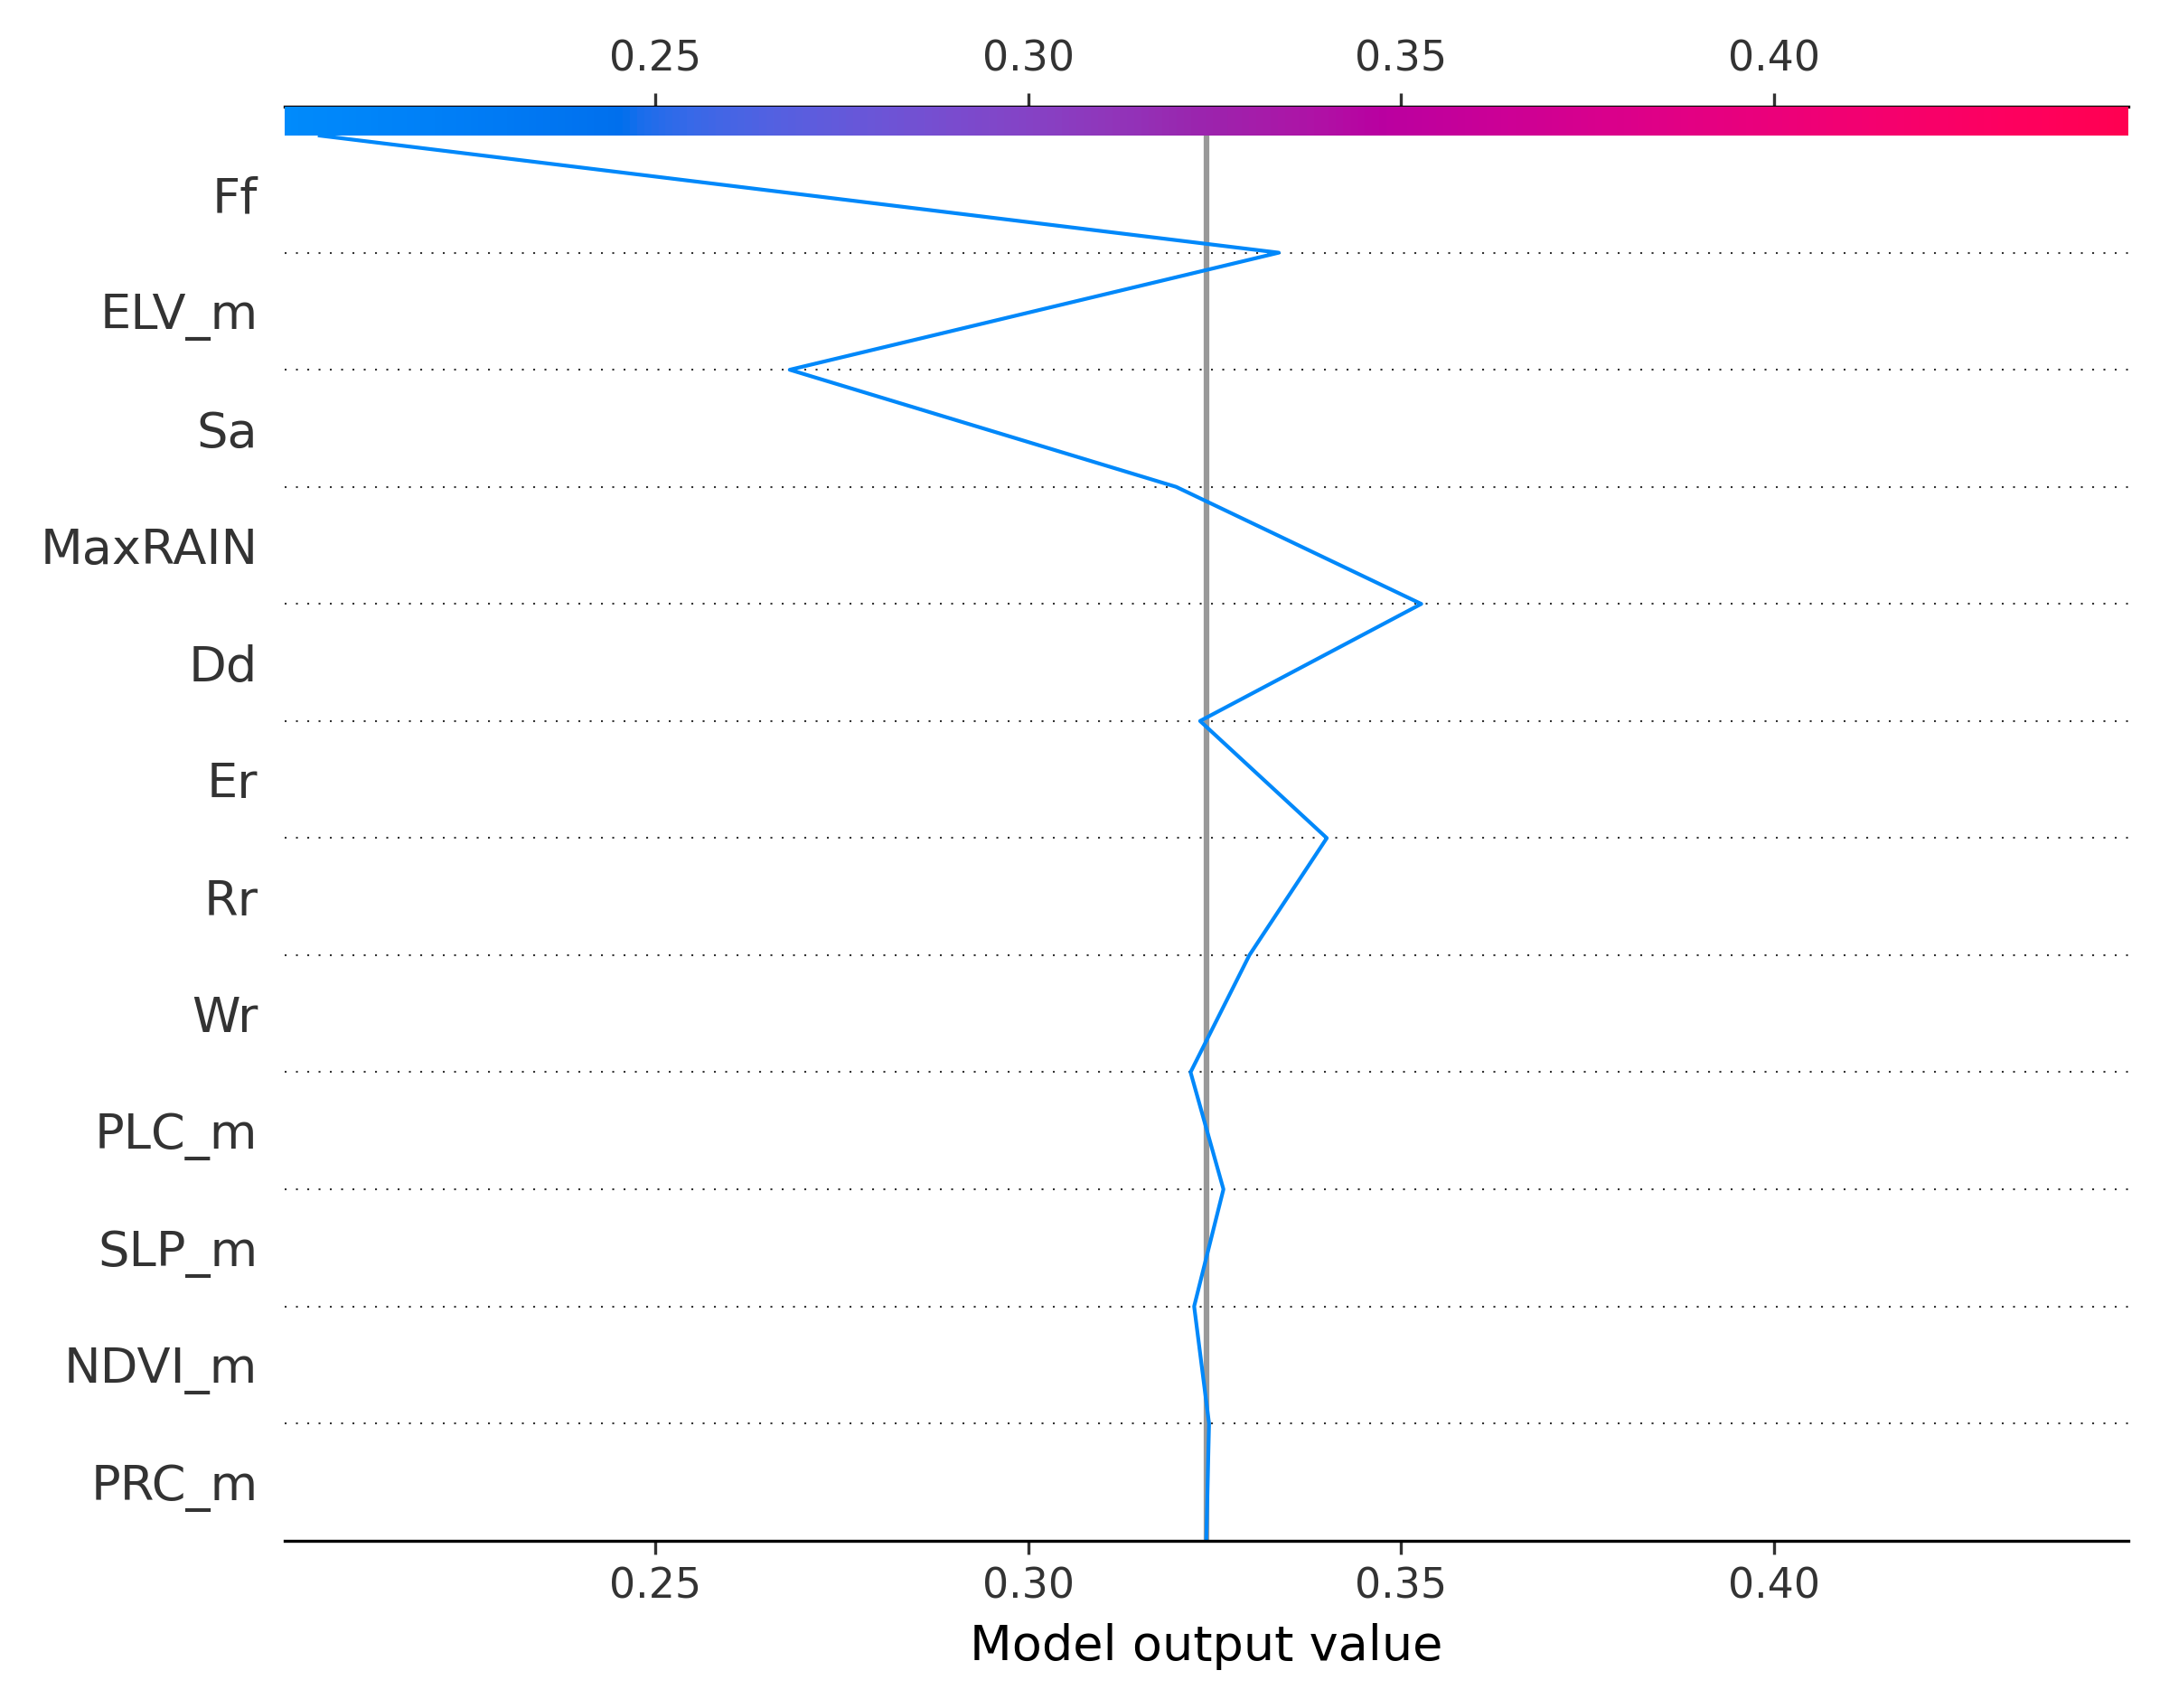 0.25 0.30 0.35 0.40
Ff
ELV_m
Sa
MaxRAIN
Dd
Er
Rr
Wr
PLC_m
SLP_m
NDVI_m
PRC_m
0.25 0.30 0.35 0.40
Model output value